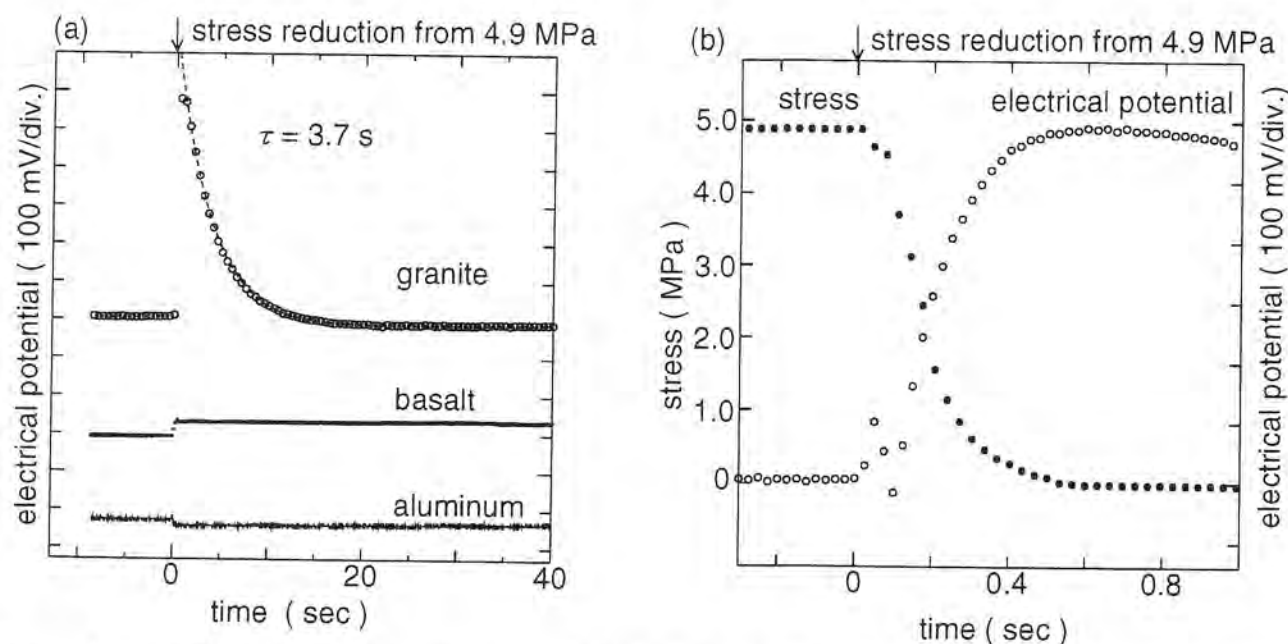 (a)
↓ stress reduction from 4.9 MPa
electrical potential ( 100 mV/div.)
τ = 3.7 s
granite
basalt
aluminum
0 20 40
time ( sec )
(b)
↓ stress reduction from 4.9 MPa
stress
electrical potential
stress ( MPa )
5.0
4.0
3.0
2.0
1.0
0
electrical potential ( 100 mV/div.)
0 0.4 0.8
time ( sec )